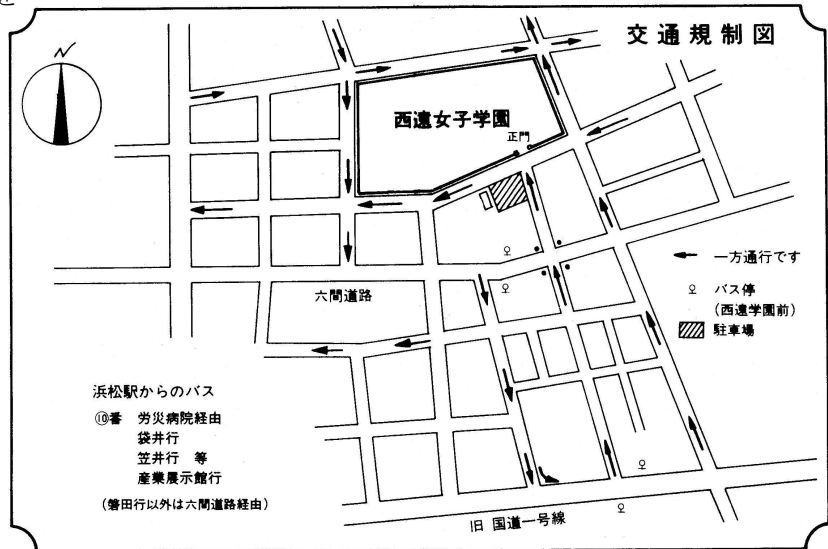 交通規制図
N
西遠女子学園
正門
一方通行です
バス停
(西遠学園前)
駐車場
六間道路
浜松駅からのバス
⑩番 労災病院経由
袋井行
笠井行 等
産業展示館行
(磐田行以外は六間道路経由)
旧 国道一号線